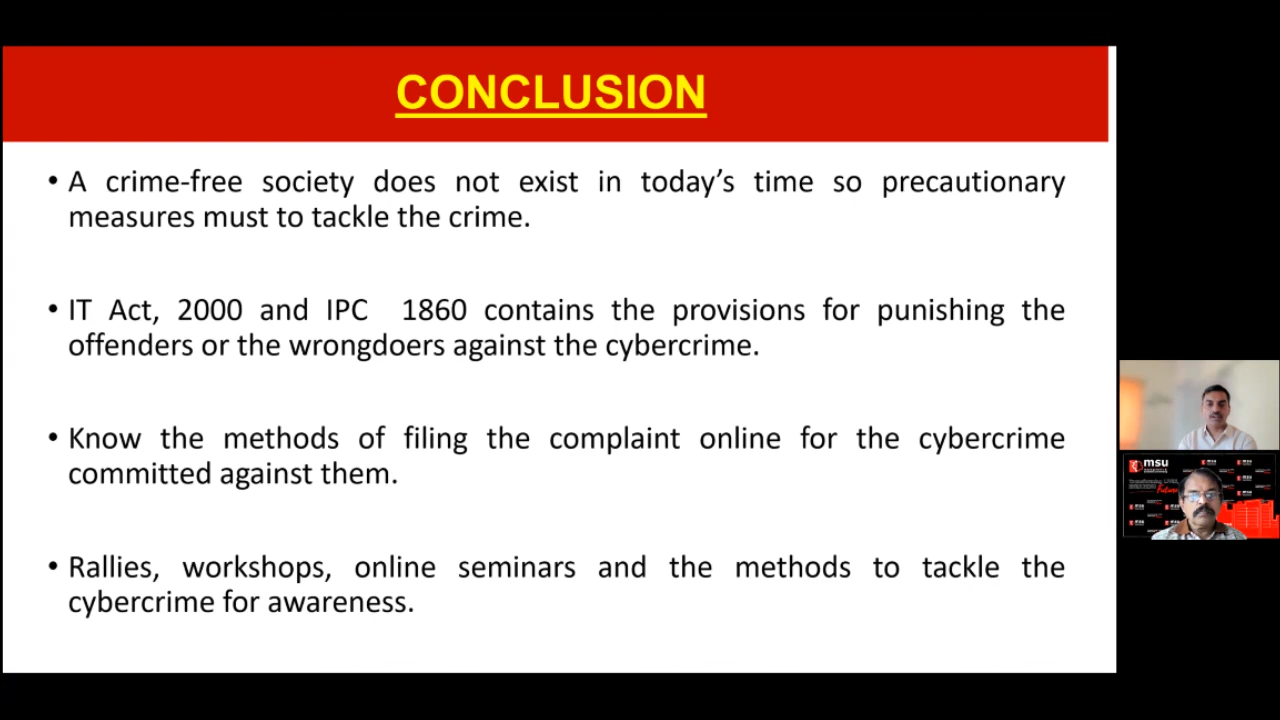 CONCLUSION
• A crime-free society does not exist in today’s time so precautionary
measures must to tackle the crime.
• IT Act, 2000 and IPC 1860 contains the provisions for punishing the
offenders or the wrongdoers against the cybercrime.
• Know the methods of filing the complaint online for the cybercrime
committed against them.
• Rallies, workshops, online seminars and the methods to tackle the
cybercrime for awareness.
msu